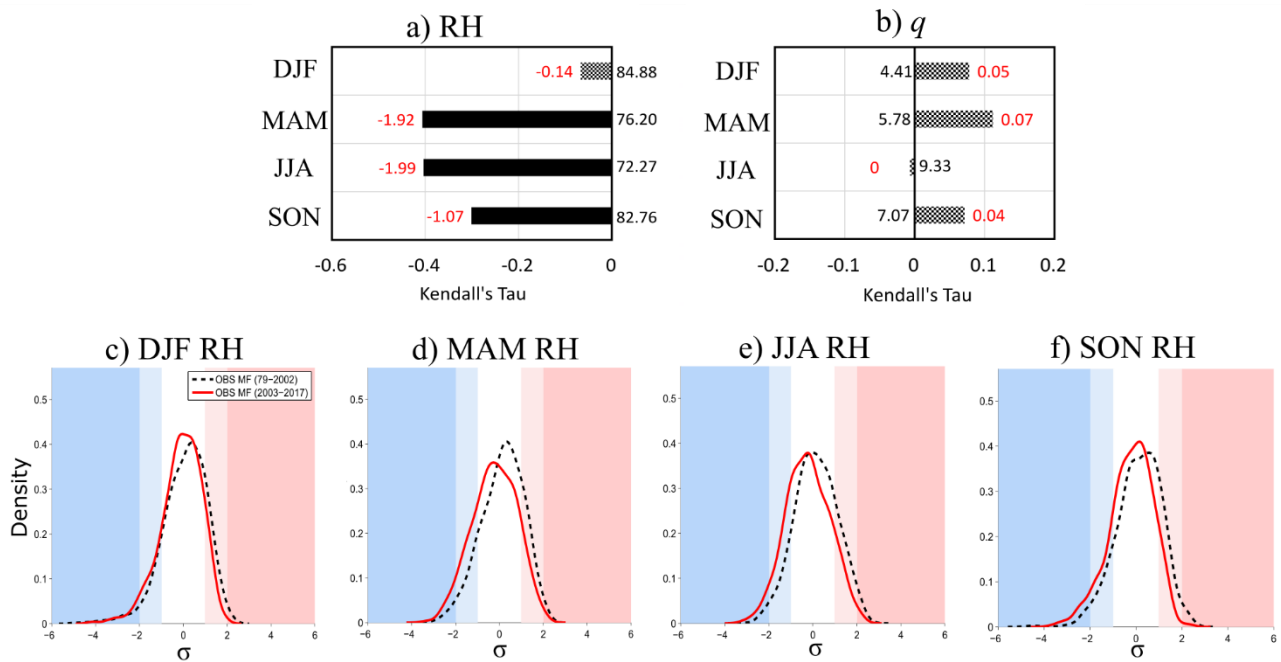 a) RH
DJF -0.14 84.88
MAM -1.92 76.20
JJA -1.99 72.27
SON -1.07 82.76
-0.6 -0.4 -0.2 0
Kendall's Tau
b) q
DJF 4.41 0.05
MAM 5.78 0.07
JJA 0 9.33
SON 7.07 0.04
-0.2 -0.1 0 0.1 0.2
Kendall's Tau
c) DJF RH
OBS MF (79−2002)
OBS MF (2003−2017)
Density
0.5
0.4
0.3
0.2
0.1
0
−6 −4 −2 0 2 4 6
σ
d) MAM RH
0.5
0.4
0.3
0.2
0.1
0
−6 −4 −2 0 2 4 6
σ
e) JJA RH
0.5
0.4
0.3
0.2
0.1
0
−6 −4 −2 0 2 4 6
σ
f) SON RH
0.5
0.4
0.3
0.2
0.1
0
−6 −4 −2 0 2 4 6
σ